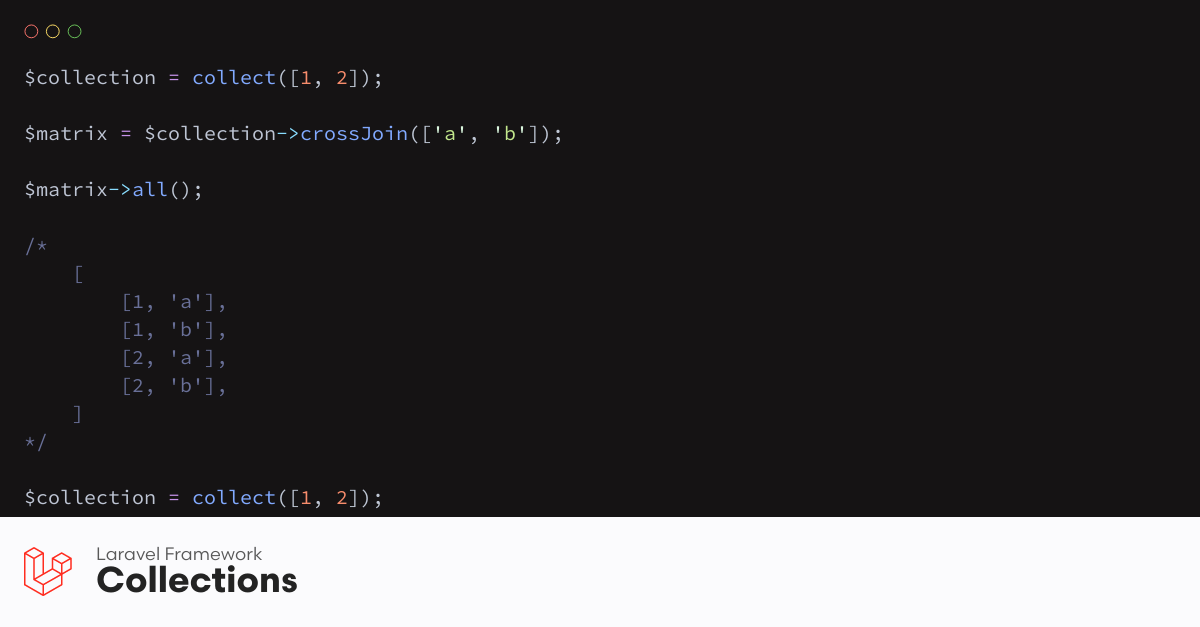 $collection = collect([1, 2]);
$matrix = $collection->crossJoin(['a', 'b']);
$matrix->all();
/*
    [
        [1, 'a'],
        [1, 'b'],
        [2, 'a'],
        [2, 'b'],
    ]
*/
$collection = collect([1, 2]);
Laravel Framework
Collections